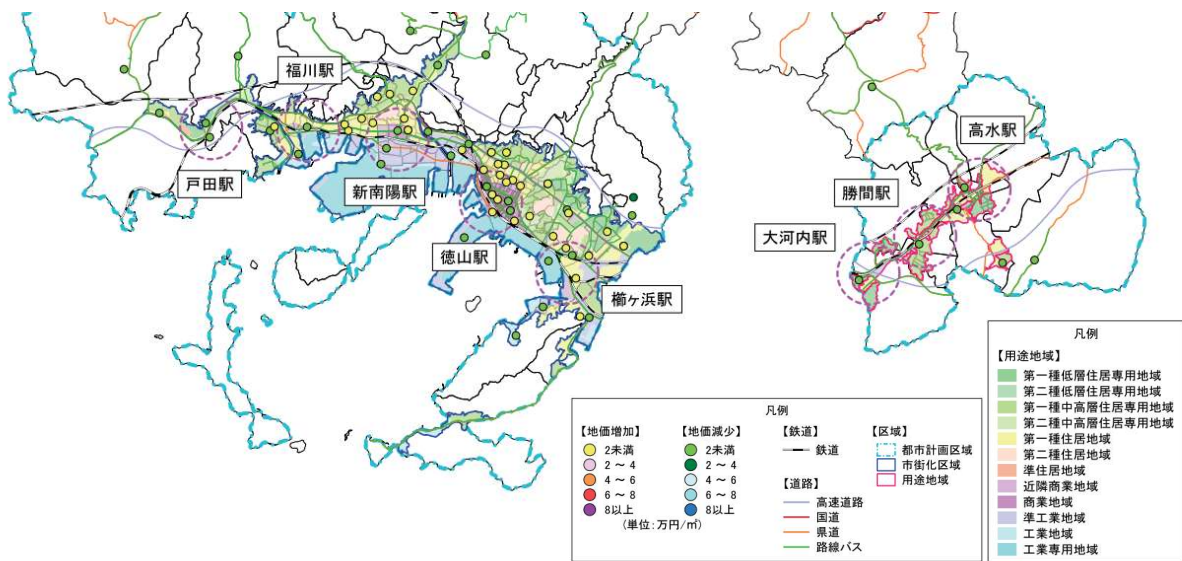 福川駅
戸田駅
新南陽駅
徳山駅
櫛ヶ浜駅
高水駅
勝間駅
大河内駅
凡例
【地価増加】
2未満
2 ～ 4
4 ～ 6
6 ～ 8
8以上
【地価減少】
2未満
2 ～ 4
4 ～ 6
6 ～ 8
8以上
(単位:万円/㎡)
【鉄道】
鉄道
【道路】
高速道路
国道
県道
路線バス
【区域】
都市計画区域
市街化区域
用途地域
凡例
【用途地域】
第一種低層住居専用地域
第二種低層住居専用地域
第一種中高層住居専用地域
第二種中高層住居専用地域
第一種住居地域
第二種住居地域
準住居地域
近隣商業地域
商業地域
準工業地域
工業地域
工業専用地域